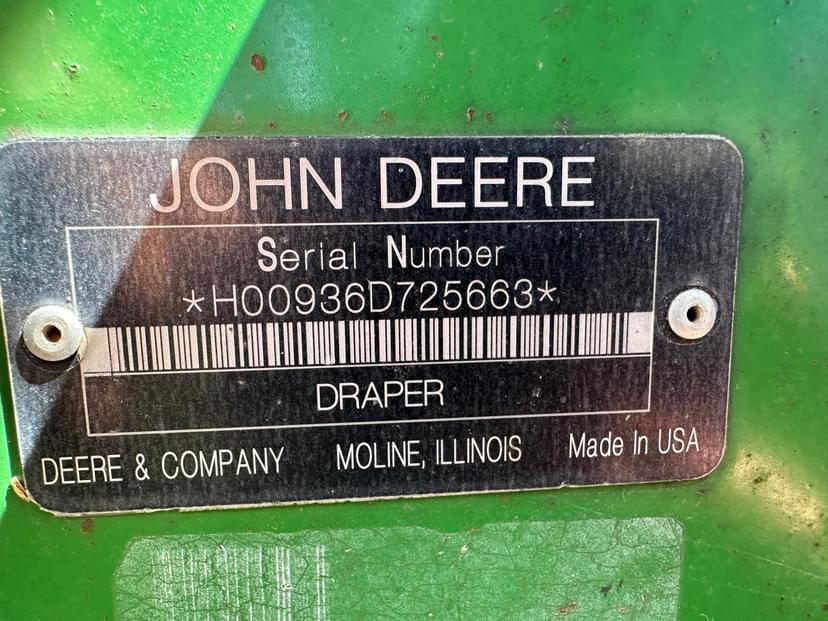 JOHN DEERE
Serial Number
*H00936D725663*
DRAPER
DEERE & COMPANY MOLINE, ILLINOIS Made In USA